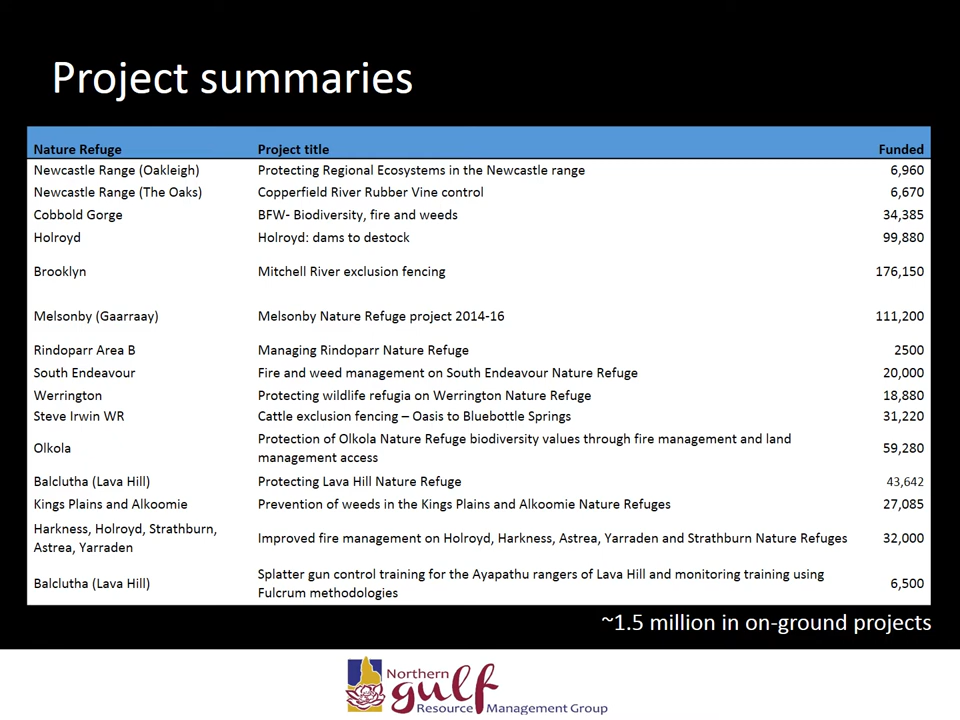 Project summaries
Nature Refuge Project title Funded
Newcastle Range (Oakleigh) Protecting Regional Ecosystems in the Newcastle range 6,960
Newcastle Range (The Oaks) Copperfield River Rubber Vine control 6,670
Cobbold Gorge BFW- Biodiversity, fire and weeds 34,385
Holroyd Holroyd: dams to destock 99,880
Brooklyn Mitchell River exclusion fencing 176,150
Melsonby (Gaarraay) Melsonby Nature Refuge project 2014-16 111,200
Rindoparr Area B Managing Rindoparr Nature Refuge 2500
South Endeavour Fire and weed management on South Endeavour Nature Refuge 20,000
Werrington Protecting wildlife refugia on Werrington Nature Refuge 18,880
Steve Irwin WR Cattle exclusion fencing – Oasis to Bluebottle Springs 31,220
Olkola Protection of Olkola Nature Refuge biodiversity values through fire management and land
management access 59,280
Balclutha (Lava Hill) Protecting Lava Hill Nature Refuge 43,642
Kings Plains and Alkoomie Prevention of weeds in the Kings Plains and Alkoomie Nature Refuges 27,085
Harkness, Holroyd, Strathburn,
Astrea, Yarraden Improved fire management on Holroyd, Harkness, Astrea, Yarraden and Strathburn Nature Refuges 32,000
Balclutha (Lava Hill) Splatter gun control training for the Ayapathu rangers of Lava Hill and monitoring training using
Fulcrum methodologies 6,500
~1.5 million in on-ground projects
Northern
gulf
Resource Management Group